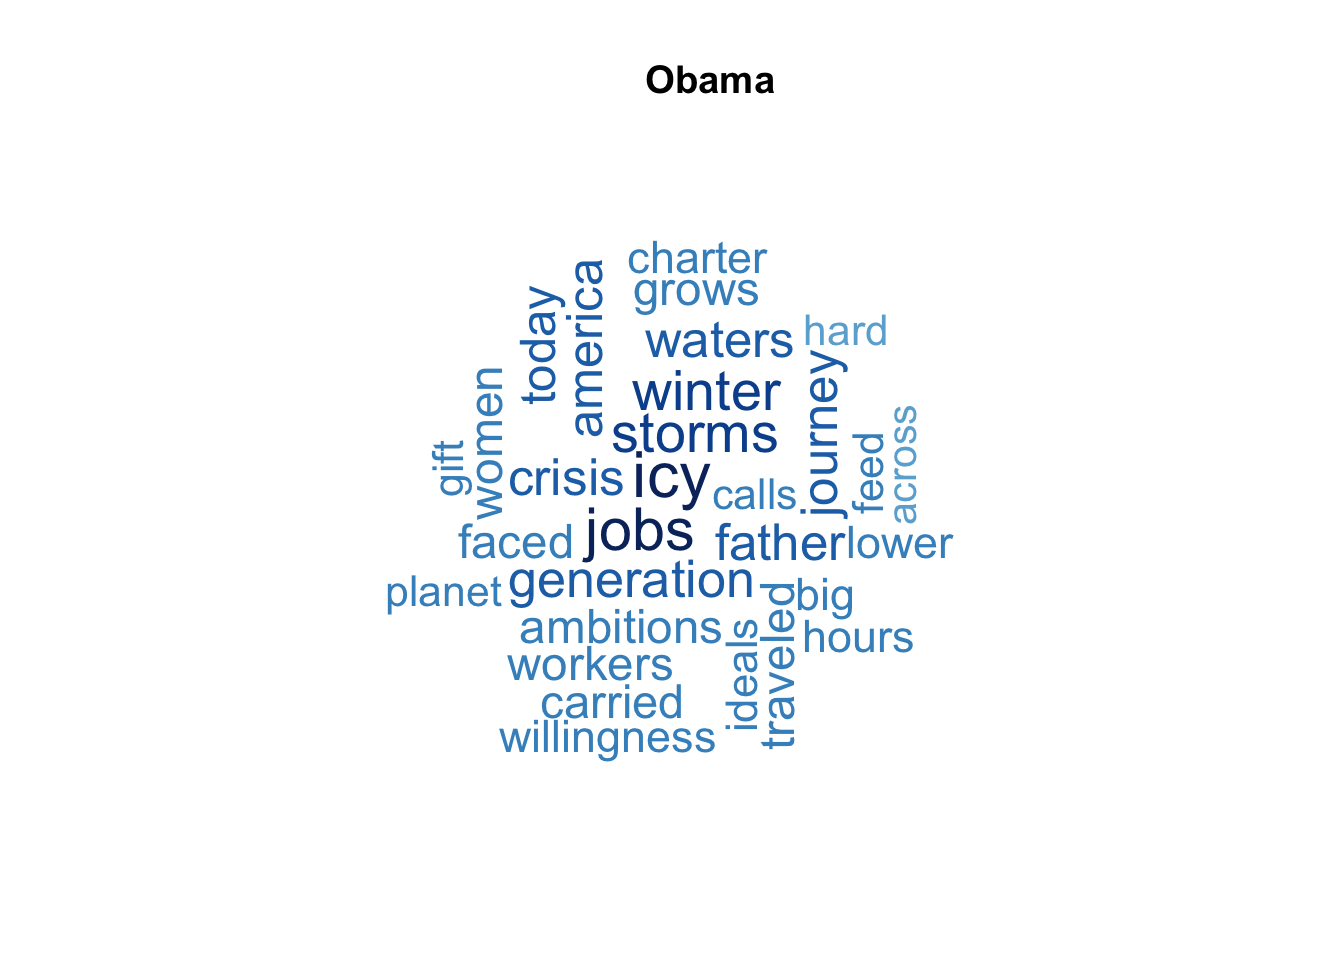 Obama
charter
grows
today
america
waters
hard
winter
journey
storms
women
gift
crisis
icy
calls
feed
across
jobs
faced
father
lower
generation
planet
big
ambitions
hours
workers
ideals
traveled
carried
willingness